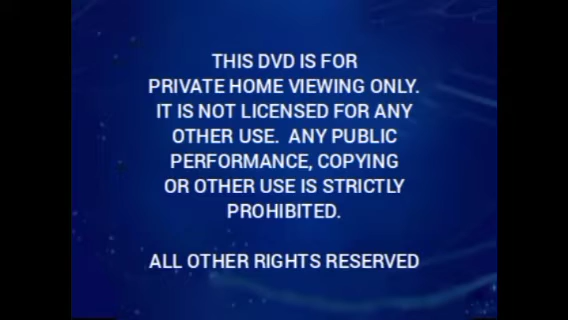 THIS DVD IS FOR
PRIVATE HOME VIEWING ONLY.
IT IS NOT LICENSED FOR ANY
OTHER USE.  ANY PUBLIC
PERFORMANCE, COPYING
OR OTHER USE IS STRICTLY
PROHIBITED.
ALL OTHER RIGHTS RESERVED